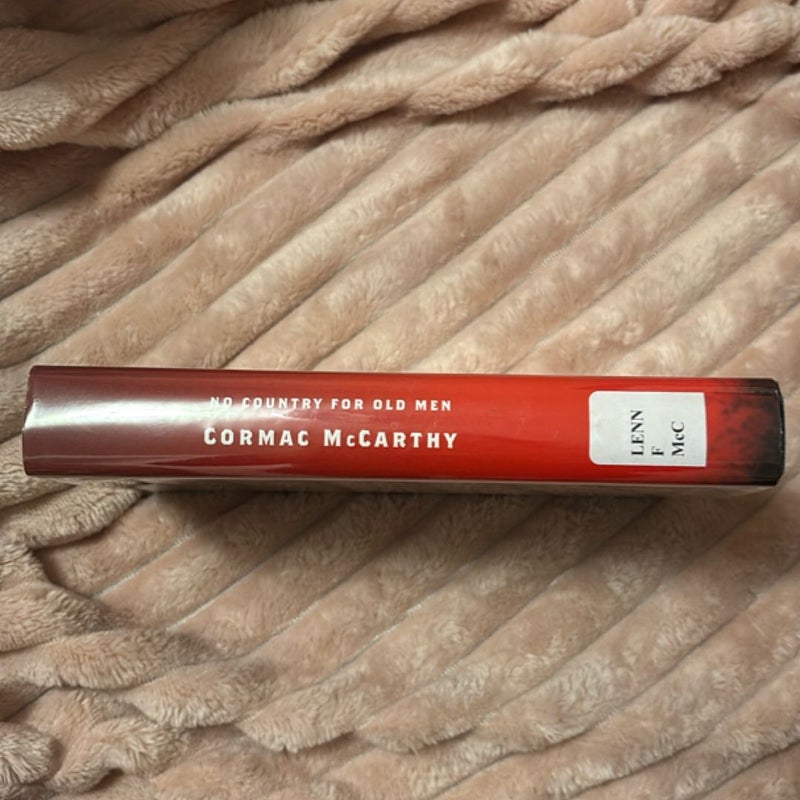 NO COUNTRY FOR OLD MEN
CORMAC McCARTHY
LENN
F
McC